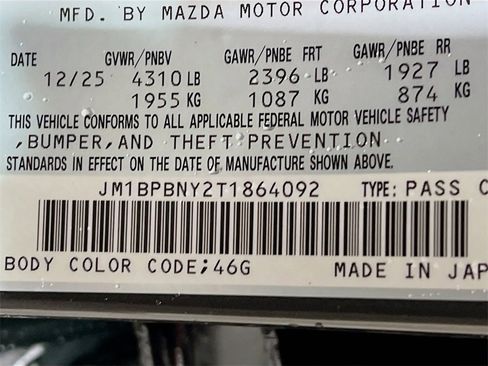 MFD. BY MAZDA MOTOR CORPORATION
DATE GVWR/PNBV GAWR/PNBE FRT GAWR/PNBE RR
12/25 4310 LB 2396 LB 1927 LB
1955 KG 1087 KG 874 KG
THIS VEHICLE CONFORMS TO ALL APPLICABLE FEDERAL MOTOR VEHICLE SAFETY
,BUMPER,AND THEFT PREVENTION
STANDARDS IN EFFECT ON THE DATE OF MANUFACTURE SHOWN ABOVE.
JM1BPBNY2T1864092 TYPE: PASS C
BODY COLOR CODE;46G MADE IN JAP